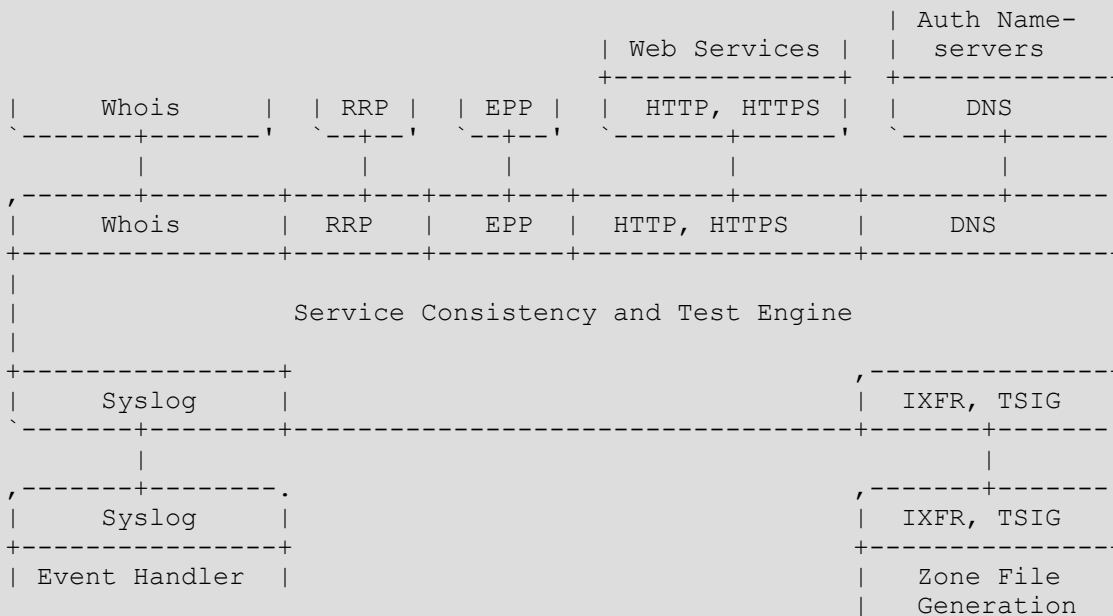 Auth Name-
Web Services servers
Whois RRP EPP HTTP, HTTPS DNS
Whois RRP EPP HTTP, HTTPS DNS
Service Consistency and Test Engine
Syslog IXFR, TSIG
Syslog IXFR, TSIG
Event Handler Zone File
Generation